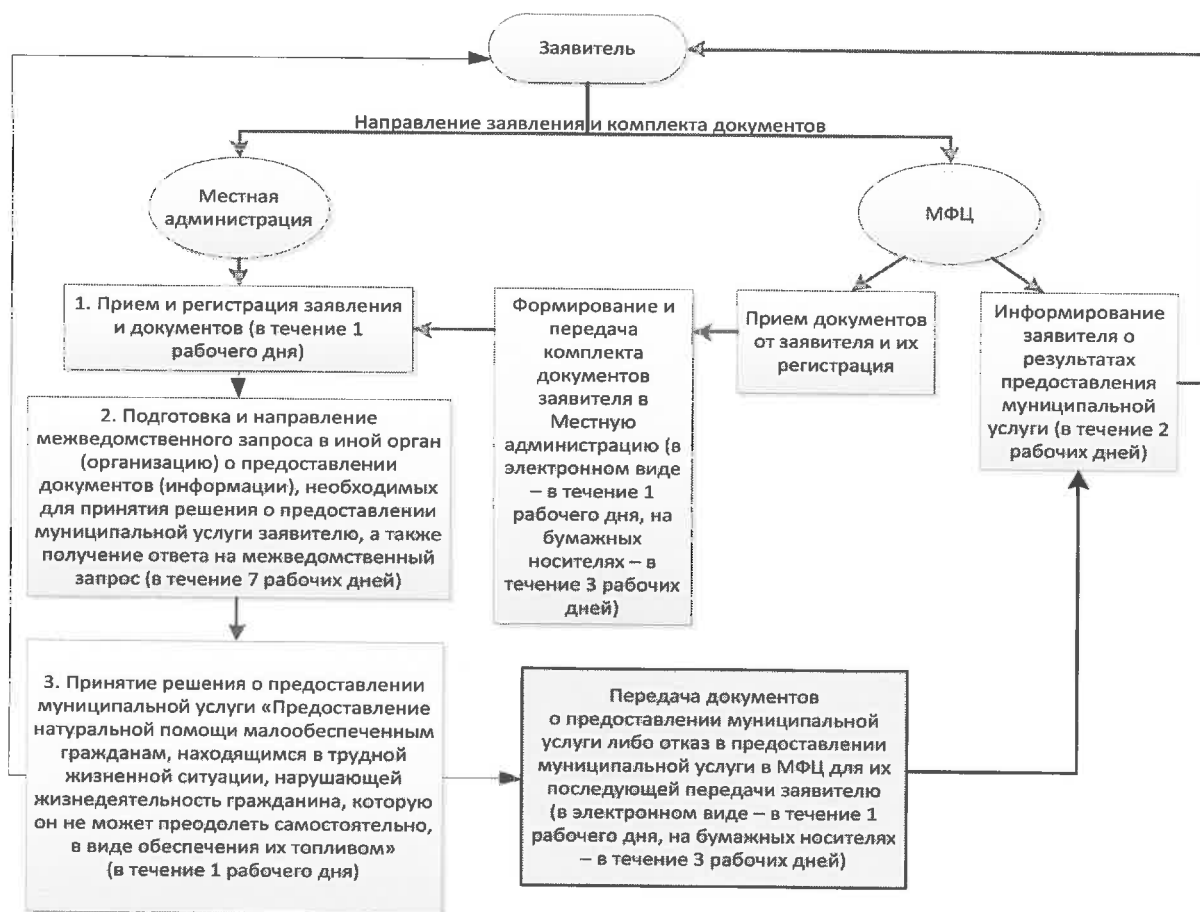 Заявитель
Направление заявления и комплекта документов
Местная
администрация
МФЦ
1. Прием и регистрация заявления
и документов (в течение 1
рабочего дня)
Формирование и
передача
комплекта
документов
заявителя в
Местную
администрацию (в
электронном виде
– в течение 1
рабочего дня, на
бумажных
носителях – в
течение 3 рабочих
дней)
Прием документов
от заявителя и их
регистрация
Информирование
заявителя о
результатах
предоставления
муниципальной
услуги (в течение 2
рабочих дней)
2. Подготовка и направление
межведомственного запроса в иной орган
(организацию) о предоставлении
документов (информации), необходимых
для принятия решения о предоставлении
муниципальной услуги заявителю, а также
получение ответа на межведомственный
запрос (в течение 7 рабочих дней)
3. Принятие решения о предоставлении
муниципальной услуги «Предоставление
натуральной помощи малообеспеченным
гражданам, находящимся в трудной
жизненной ситуации, нарушающей
жизнедеятельность гражданина, которую
он не может преодолеть самостоятельно,
в виде обеспечения их топливом»
(в течение 1 рабочего дня)
Передача документов
о предоставлении муниципальной
услуги либо отказ в предоставлении
муниципальной услуги в МФЦ для их
последующей передачи заявителю
(в электронном виде – в течение 1
рабочего дня, на бумажных носителях
– в течение 3 рабочих дней)